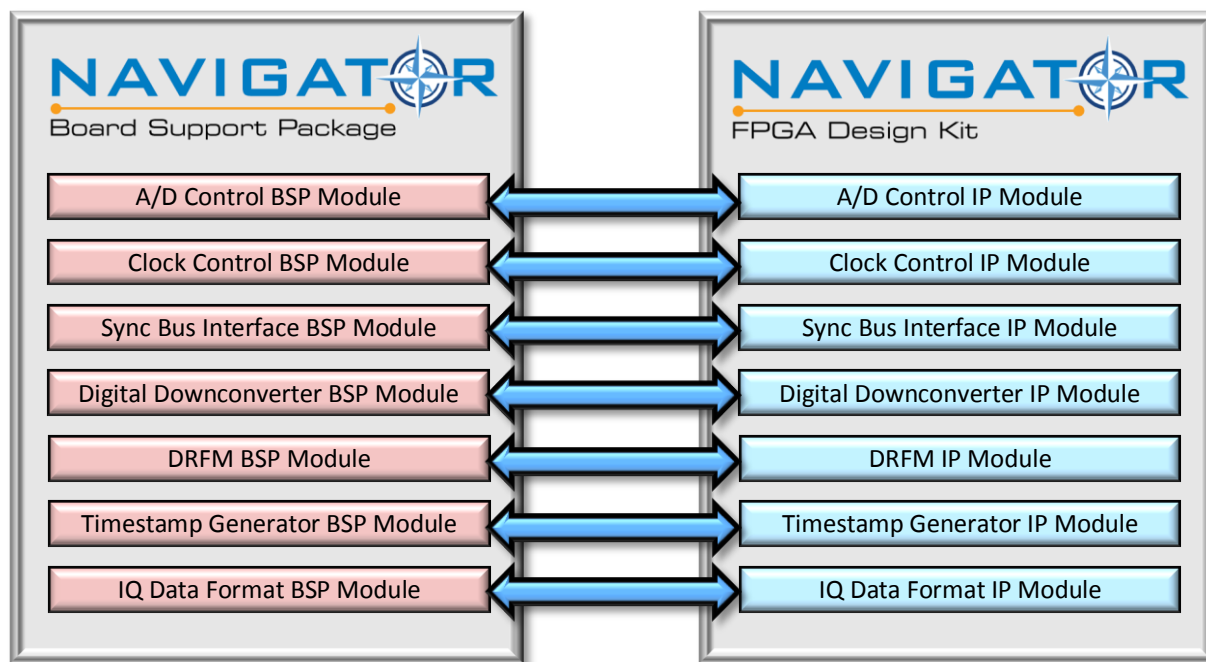 NAVIGATOR
Board Support Package
A/D Control BSP Module
Clock Control BSP Module
Sync Bus Interface BSP Module
Digital Downconverter BSP Module
DRFM BSP Module
Timestamp Generator BSP Module
IQ Data Format BSP Module
NAVIGATOR
FPGA Design Kit
A/D Control IP Module
Clock Control IP Module
Sync Bus Interface IP Module
Digital Downconverter IP Module
DRFM IP Module
Timestamp Generator IP Module
IQ Data Format IP Module